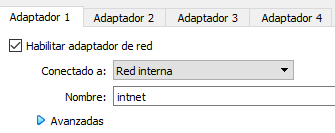 Adaptador 1 Adaptador 2 Adaptador 3 Adaptador 4
Habilitar adaptador de red
Conectado a: Red interna
Nombre: intnet
Avanzadas